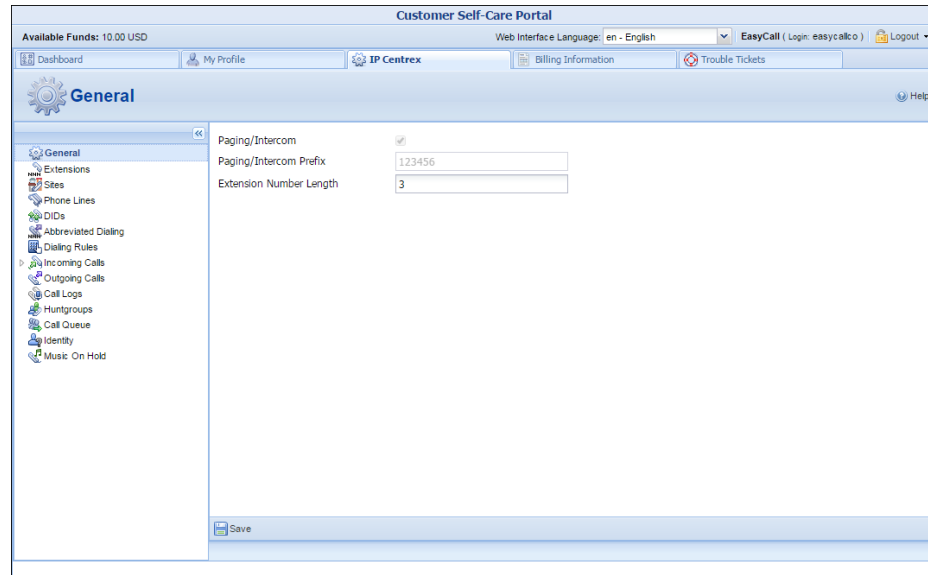 Customer Self-Care Portal
Available Funds: 10.00 USD Web Interface Language: en - English EasyCall ( Login: easycallco ) Logout
Dashboard My Profile IP Centrex Billing Information Trouble Tickets
General Help
General
Extensions
Sites
Phone Lines
DIDs
Abbreviated Dialing
Dialing Rules
Incoming Calls
Outgoing Calls
Call Logs
Huntgroups
Call Queue
Identity
Music On Hold
Paging/Intercom
Paging/Intercom Prefix 123456
Extension Number Length 3
Save